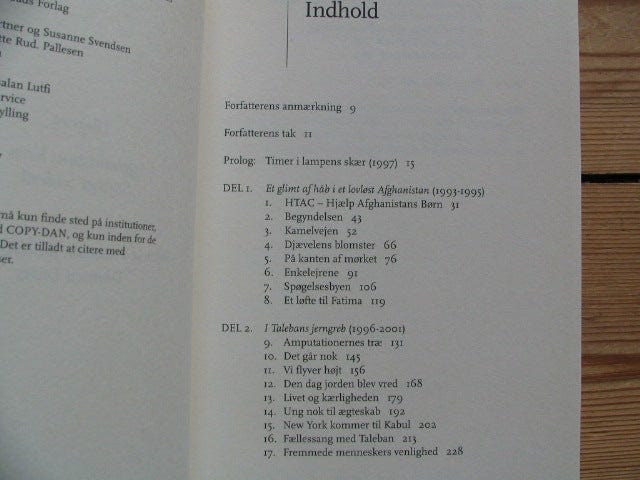 Forlag
rtner og Susanne Svendsen
tte Rud. Pallesen
alan Lutfi
rvice
ylling
må kun finde sted på institutioner,
d COPY-DAN, og kun inden for de
Det er tilladt at citere med
ser.
Indhold
Forfatterens anmærkning 9
Forfatterens tak 11
Prolog: Timer i lampens skær (1997) 15
DEL 1. Et glimt af håb i et lovløst Afghanistan (1993-1995)
1. HTAC – Hjælp Afghanistans Børn 31
2. Begyndelsen 43
3. Kamelvejen 52
4. Djævelens blomster 66
5. På kanten af mørket 76
6. Enkelejrene 91
7. Spøgelsesbyen 106
8. Et løfte til Fatima 119
DEL 2. I Talebans jerngreb (1996-2001)
9. Amputationernes træ 131
10. Det går nok 145
11. Vi flyver højt 156
12. Den dag jorden blev vred 168
13. Livet og kærligheden 179
14. Ung nok til ægteskab 192
15. New York kommer til Kabul 202
16. Fællessang med Taleban 213
17. Fremmede menneskers venlighed 228